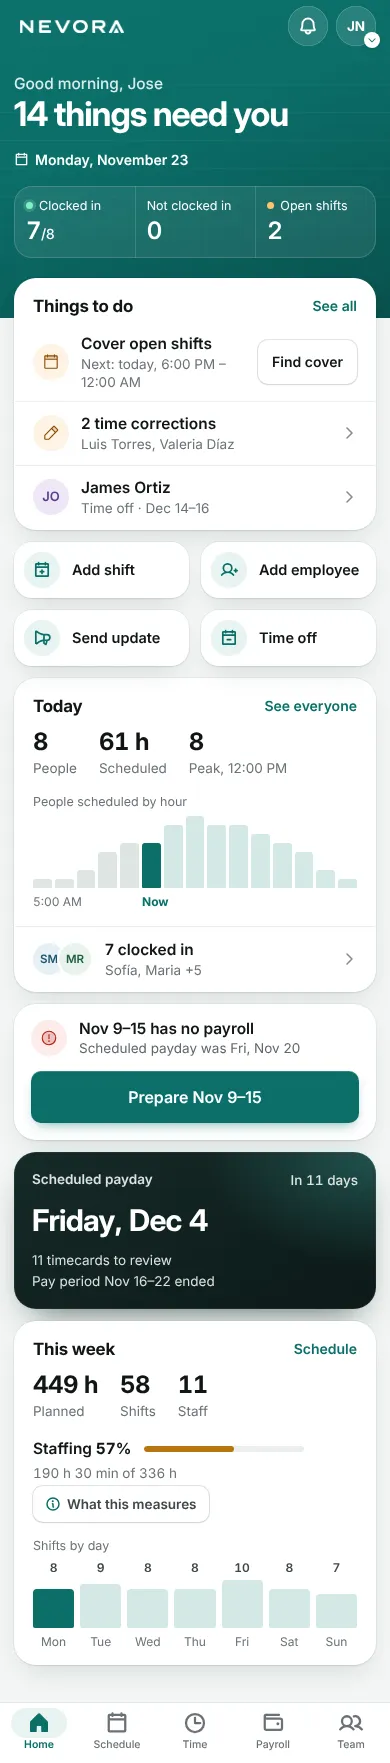 NEVORA
JN
Good morning, Jose
14 things need you
Monday, November 23
Clocked in
Not clocked in
Open shifts
7/8
0
2
Things to do
See all
Cover open shifts
Next: today, 6:00 PM –
12:00 AM
Find cover
2 time corrections
Luis Torres, Valeria Díaz
JO
James Ortiz
Time off · Dec 14–16
Add shift
Add employee
Send update
Time off
Today
See everyone
8
61 h
8
People
Scheduled
Peak, 12:00 PM
People scheduled by hour
5:00 AM
Now
SM
MR
7 clocked in
Sofía, Maria +5
Nov 9–15 has no payroll
Scheduled payday was Fri, Nov 20
Prepare Nov 9–15
Scheduled payday
In 11 days
Friday, Dec 4
11 timecards to review
Pay period Nov 16–22 ended
This week
Schedule
449 h
58
11
Planned
Shifts
Staff
Staffing 57%
190 h 30 min of 336 h
What this measures
Shifts by day
8 9 8 8 10 8 7
Mon Tue Wed Thu Fri Sat Sun
Home
Schedule
Time
Payroll
Team